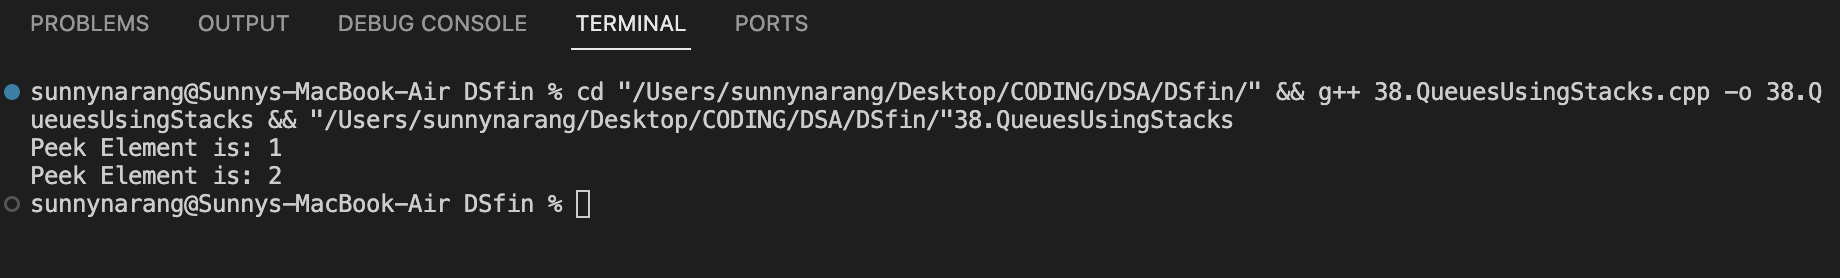 PROBLEMS OUTPUT DEBUG CONSOLE TERMINAL PORTS
sunnynarang@Sunnys-MacBook-Air DSfin % cd "/Users/sunnynarang/Desktop/CODING/DSA/DSfin/" && g++ 38.QueuesUsingStacks.cpp -o 38.Q
ueuesUsingStacks && "/Users/sunnynarang/Desktop/CODING/DSA/DSfin/"38.QueuesUsingStacks
Peek Element is: 1
Peek Element is: 2
sunnynarang@Sunnys-MacBook-Air DSfin %